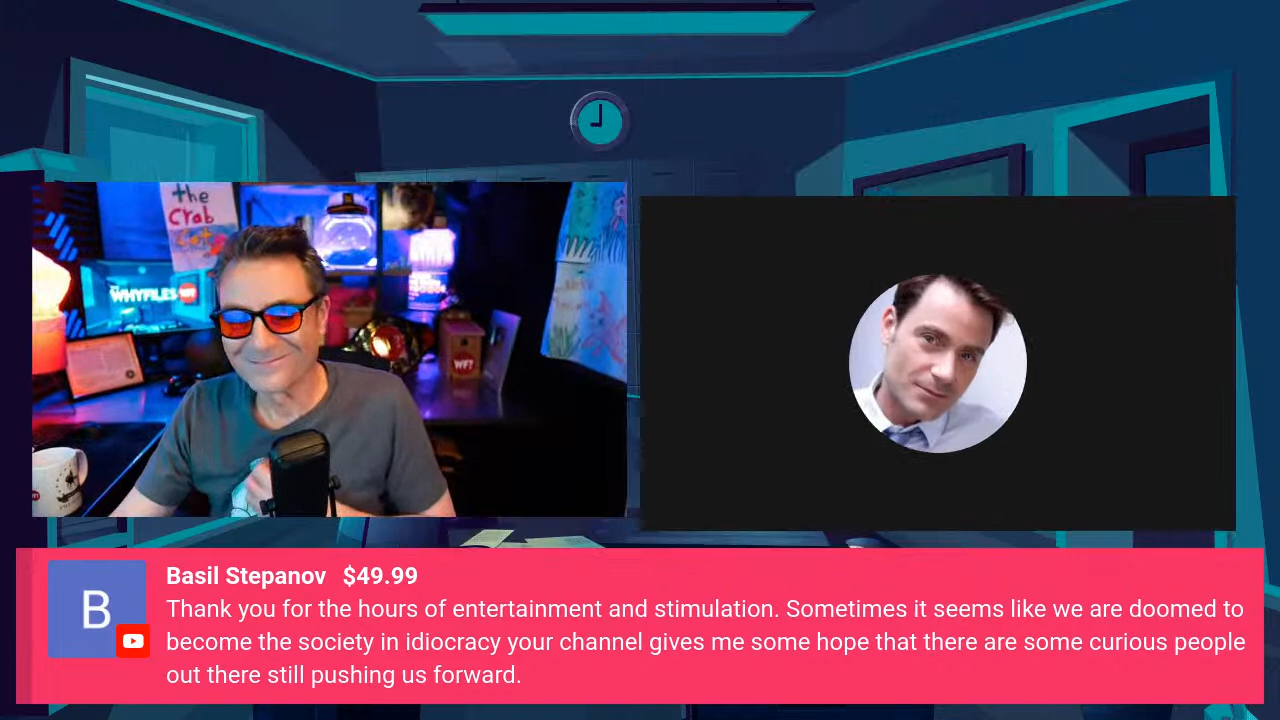 the
Crab
Cat
WHYFILES
WF?
B
Basil Stepanov $49.99
Thank you for the hours of entertainment and stimulation. Sometimes it seems like we are doomed to
become the society in idiocracy your channel gives me some hope that there are some curious people
out there still pushing us forward.